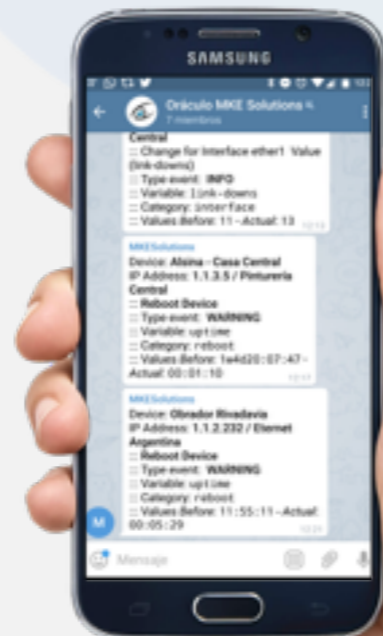 SAMSUNG
Oráculo MKE Solutions
7 miembros
Central
:: Change for Interface ether1 Value
(link-downs)
:: Type event: INFO
:: Variable: link-downs
:: Category: interface
:: Values Before: 11 - Actual: 13
MKESolutions
Device: Alsina - Casa Central
IP Address: 1.1.3.5 / Pinturería
Central
:: Reboot Device
:: Type event: WARNING
:: Variable: uptime
:: Category: reboot
:: Values Before: 1w4d20:07:47 -
Actual: 00:01:10
MKESolutions
Device: Obrador Rivadavia
IP Address: 1.1.2.232 / Eternet
Argentina
:: Reboot Device
:: Type event: WARNING
:: Variable: uptime
:: Category: reboot
:: Values Before: 11:55:11 - Actual:
00:05:29
M
Mensaje